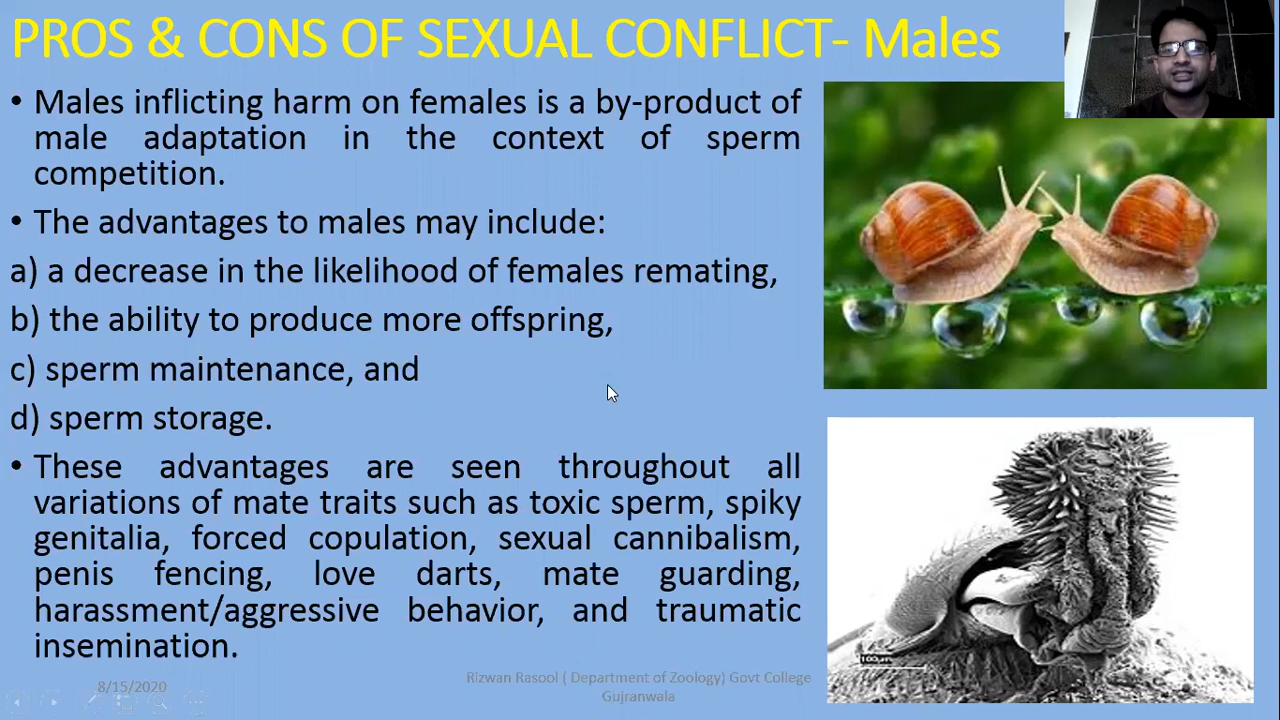 PROS & CONS OF SEXUAL CONFLICT- Males
• Males inflicting harm on females is a by-product of
male adaptation in the context of sperm
competition.
• The advantages to males may include:
a) a decrease in the likelihood of females remating,
b) the ability to produce more offspring,
c) sperm maintenance, and
d) sperm storage.
• These advantages are seen throughout all
variations of mate traits such as toxic sperm, spiky
genitalia, forced copulation, sexual cannibalism,
penis fencing, love darts, mate guarding,
harassment/aggressive behavior, and traumatic
insemination.
100µm
8/15/2020
Rizwan Rasool ( Department of Zoology) Govt College
Gujranwala